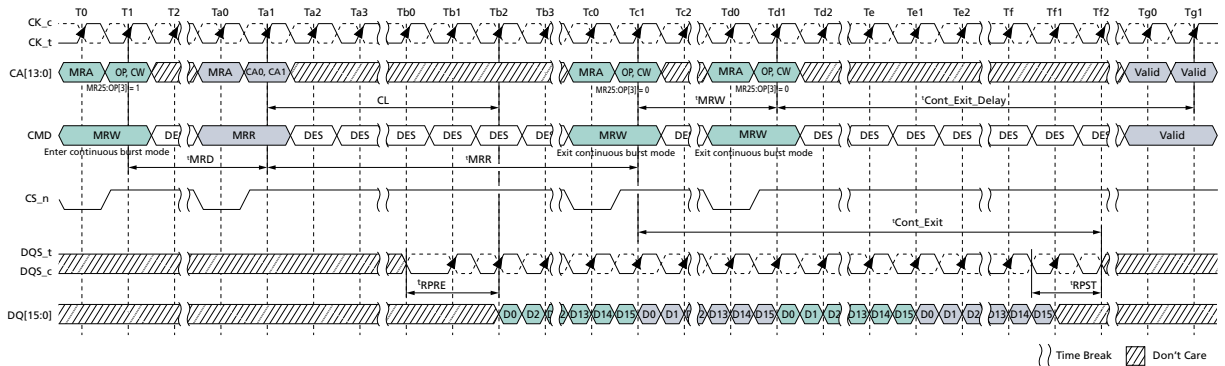 T0 T1 T2 Ta0 Ta1 Ta2 Ta3 Tb0 Tb1 Tb2 Tb3 Tc0 Tc1 Tc2 Td0 Td1 Td2 Te Te1 Te2 Tf Tf1 Tf2 Tg0 Tg1
CK_c
CK_t
CA[13:0] MRA OP, CW MRA CA0, CA1 MRA OP, CW MRA OP, CW Valid Valid
MR25:OP[3] = 1 MR25:OP[3] = 0 MR25:OP[3] = 0
CL tMRW tCont_Exit_Delay
CMD MRW DE MRR DES DES DES DES DES DES MRW DE MRW DES DES DES DES DES DES DES Valid
Enter continuous burst mode Exit continuous burst mode Exit continuous burst mode
tMRD tMRR
CS_n
tCont_Exit
DQS_t
DQS_c
tRPRE tRPST
DQ[15:0] D0 D2 D13 D14 D15 D0 D1 D13 D14 D15 D0 D1 D2 D13 D14 D15 D0 D1 D2 D13 D14 D15
Time Break Don't Care